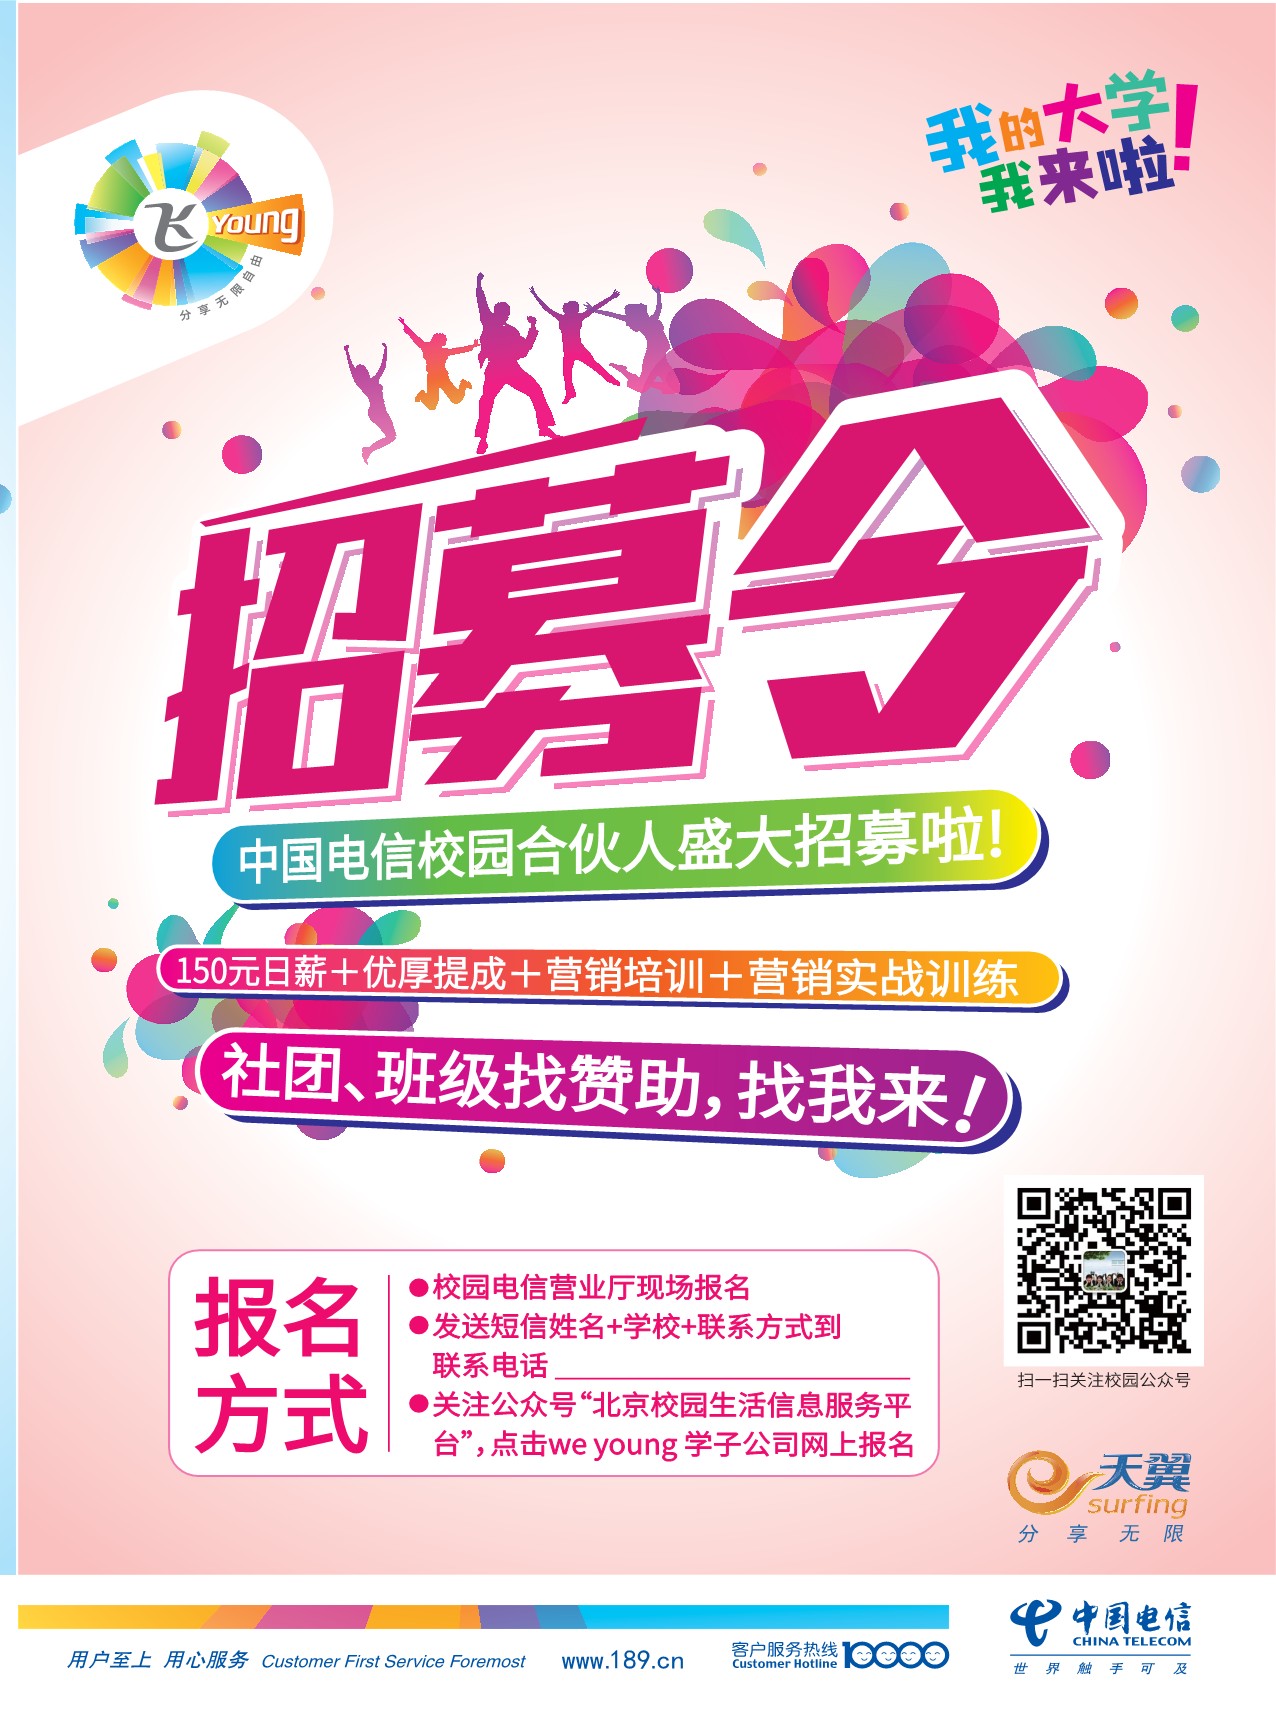 飞Young
分享无限自由
我的大学
我来啦!
招募令
中国电信校园合伙人盛大招募啦!
150元日薪+优厚提成+营销培训+营销实战训练
社团、班级找赞助,找我来!
报名
方式
●校园电信营业厅现场报名
●发送短信姓名+学校+联系方式到
联系电话
●关注公众号“北京校园生活信息服务平
台”,点击we young 学子公司网上报名
扫一扫关注校园公众号
天翼
surfing
分享无限
用户至上 用心服务 Customer First Service Foremost
www.189.cn
客户服务热线
Customer Hotline 10000
中国电信
CHINA TELECOM
世界触手可及